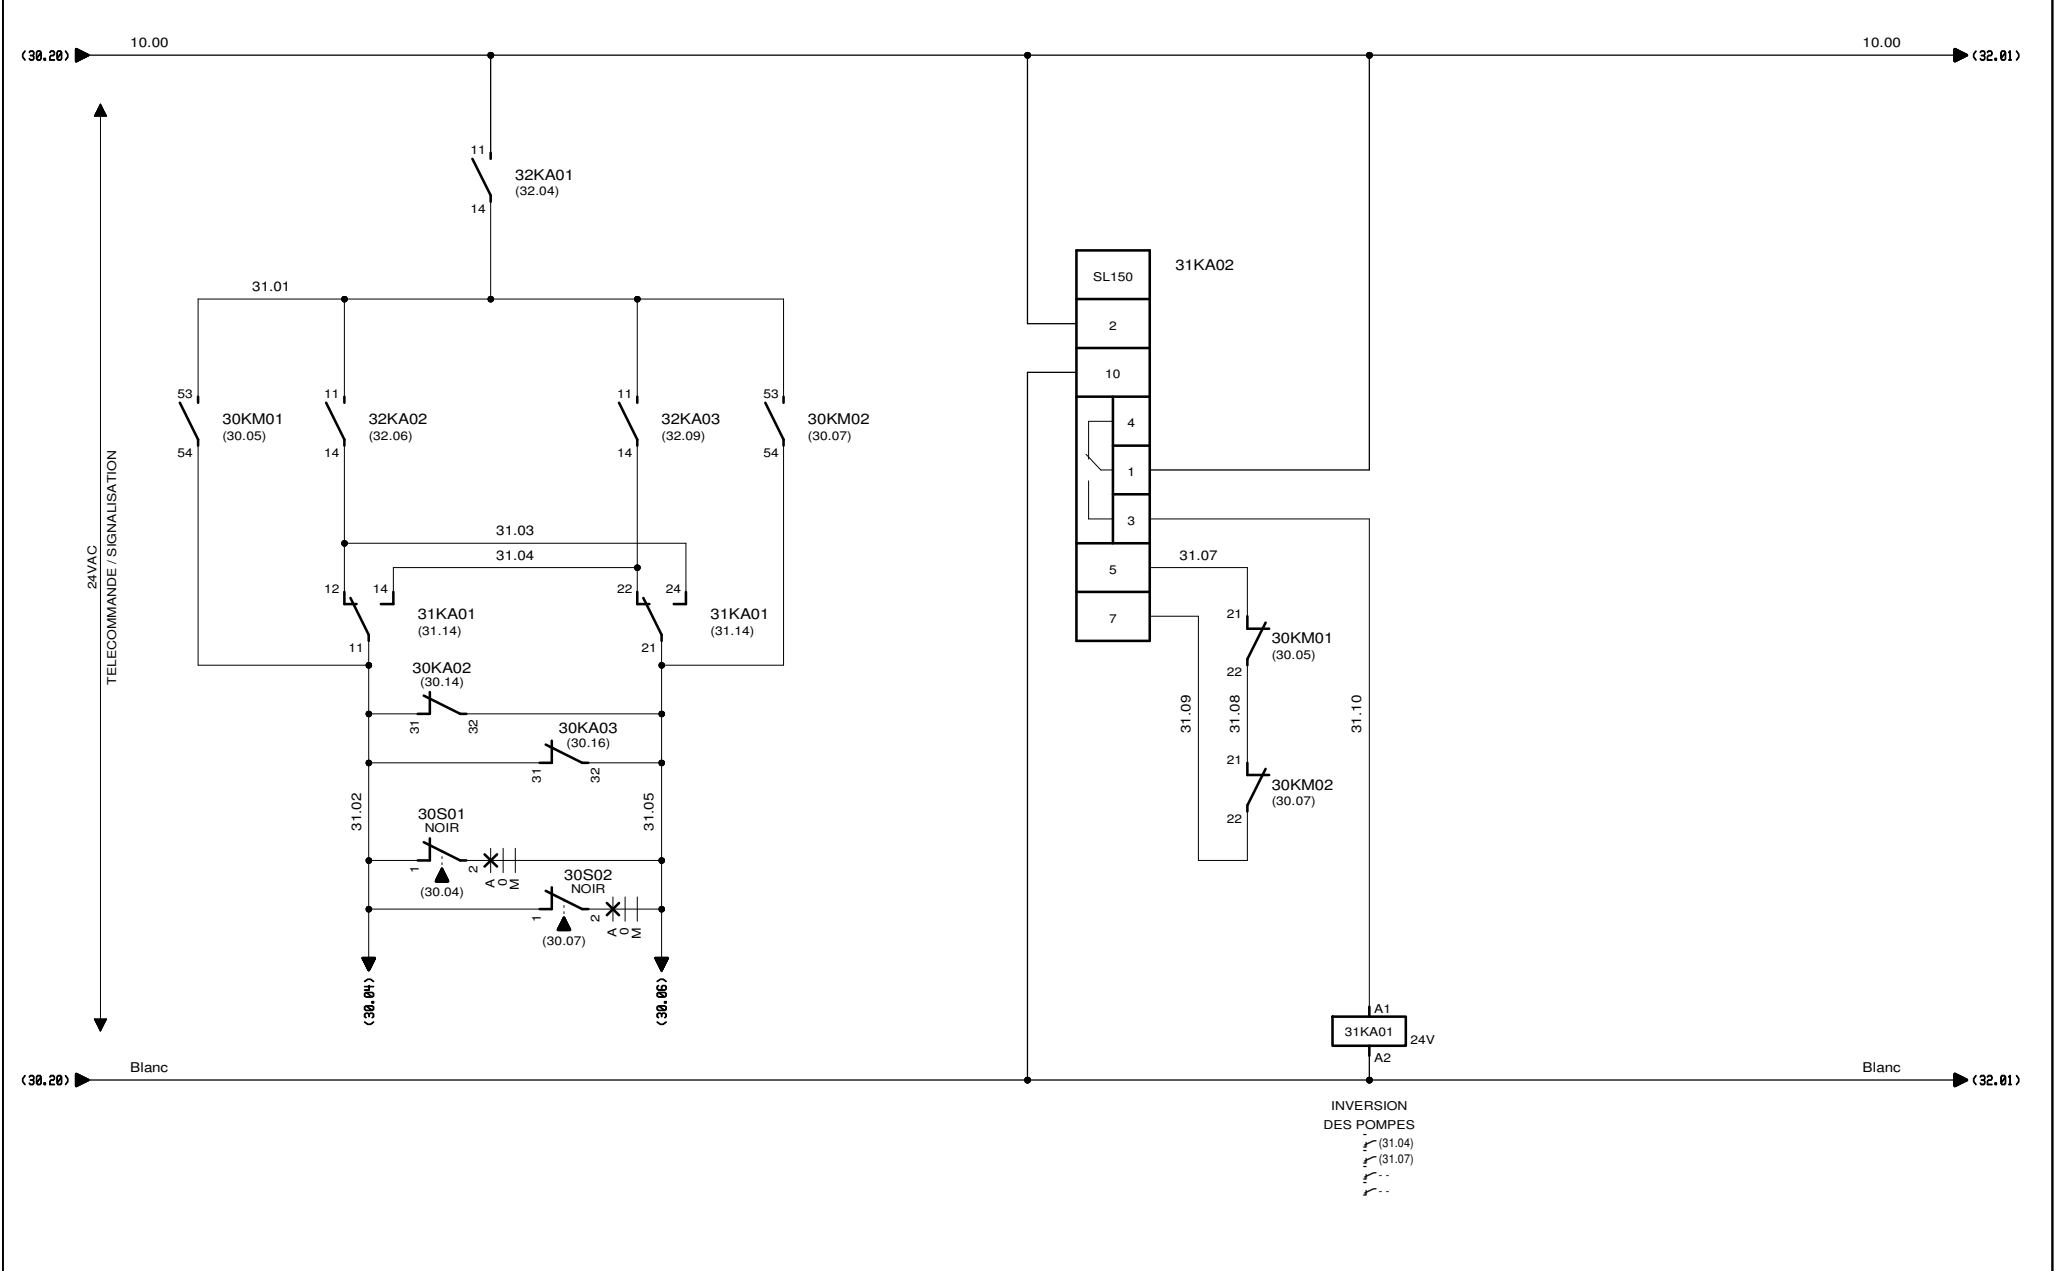 10.00
10.00
(30.20)
(32.01)
11
32KA01
(32.04)
14
31.01
31KA02
SL150
2
10
4
1
3
5
7
53
30KM01
(30.05)
54
11
32KA02
(32.06)
14
11
32KA03
(32.09)
14
53
30KM02
(30.07)
54
24VAC
TELECOMMANDE / SIGNALISATION
31.03
31.04
12
14
31KA01
(31.14)
11
22
24
31KA01
(31.14)
21
30KA02
(30.14)
31
32
30KA03
(30.16)
31
32
31.02
31.05
30S01
NOIR
1
2
A
0
M
(30.04)
30S02
NOIR
1
2
A
0
M
(30.07)
(30.04)
(30.06)
31.07
21
30KM01
(30.05)
22
31.09
31.08
31.10
21
30KM02
(30.07)
22
A1
31KA01
24V
A2
Blanc
Blanc
(30.20)
(32.01)
INVERSION
DES POMPES
(31.04)
(31.07)